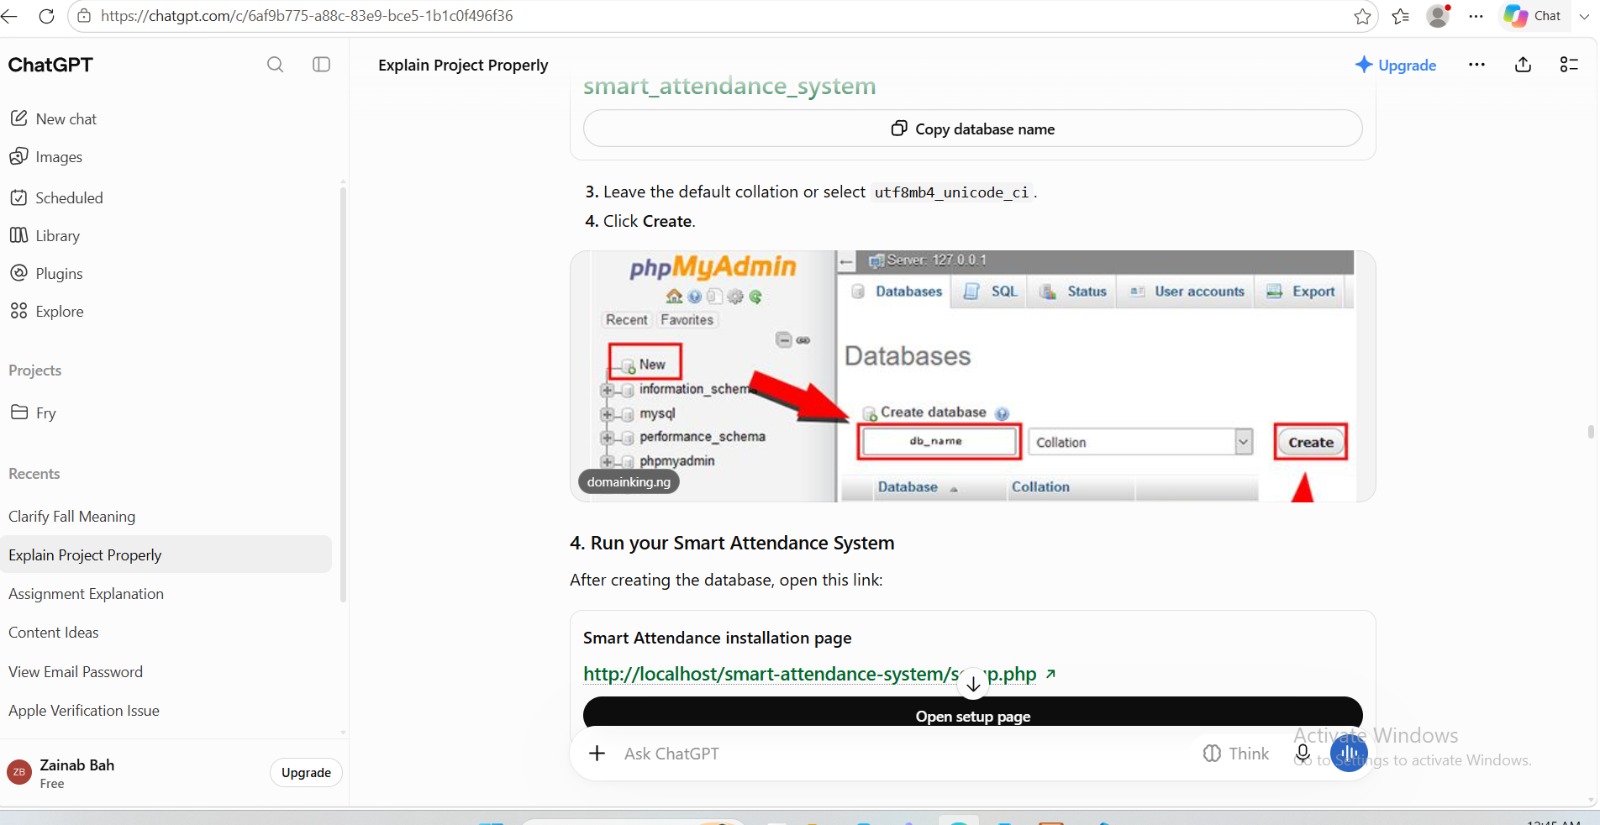 https://chatgpt.com/c/6af9b775-a88c-83e9-bce5-1b1c0f496f36
Chat
ChatGPT
New chat
Images
Scheduled
Library
Plugins
Explore
Projects
Fry
Recents
Clarify Fall Meaning
Explain Project Properly
Assignment Explanation
Content Ideas
View Email Password
Apple Verification Issue
ZB
Zainab Bah
Free
Upgrade
Explain Project Properly
Upgrade
smart_attendance_system
Copy database name
3. Leave the default collation or select utf8mb4_unicode_ci.
4. Click Create.
phpMyAdmin
Recent Favorites
New
information_schem
mysql
performance_schema
phpmyadmin
domainking.ng
Server: 127.0.0.1
Databases SQL Status User accounts Export
Databases
Create database
db_name Collation Create
Database Collation
4. Run your Smart Attendance System
After creating the database, open this link:
Smart Attendance installation page
http://localhost/smart-attendance-system/s p.php
Open setup page
Ask ChatGPT
Think
Activate Windows
Go to Settings to activate Windows.